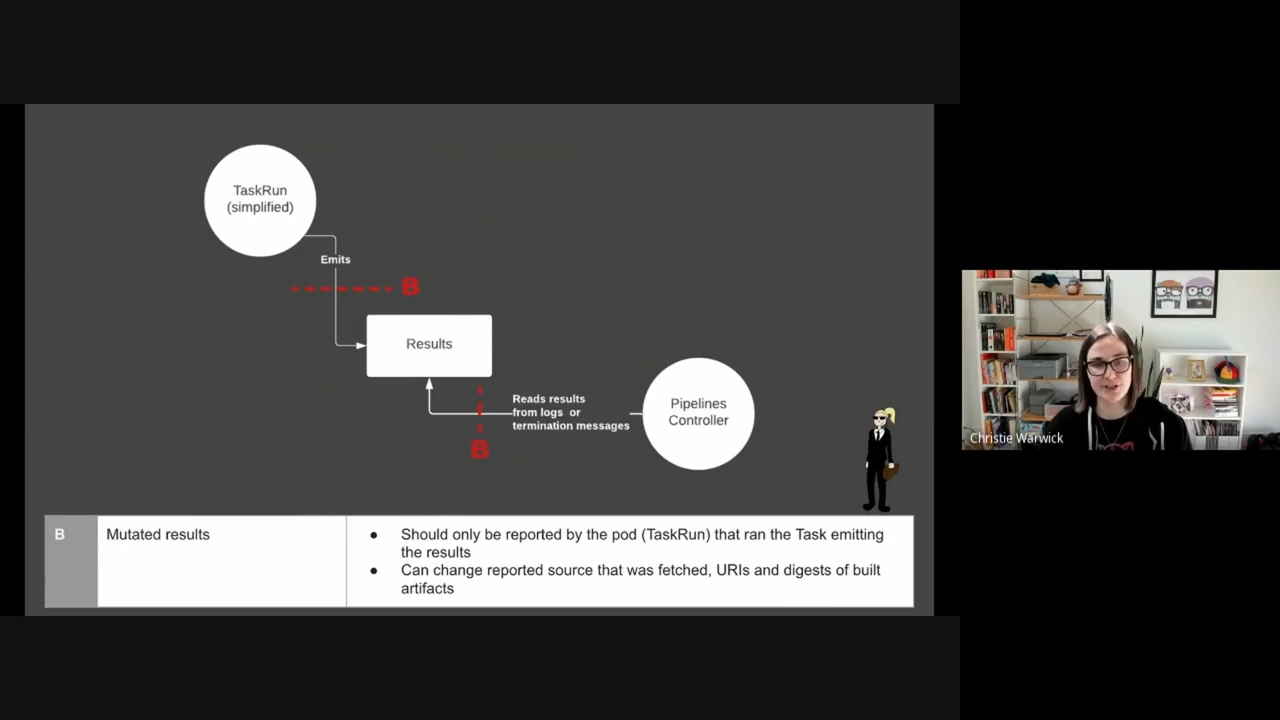 TaskRun
(simplified)
Emits
B
Results
Reads results
from logs or
termination messages
B
Pipelines
Controller
Christie Warwick
B
Mutated results
● Should only be reported by the pod (TaskRun) that ran the Task emitting
the results
● Can change reported source that was fetched, URIs and digests of built
artifacts